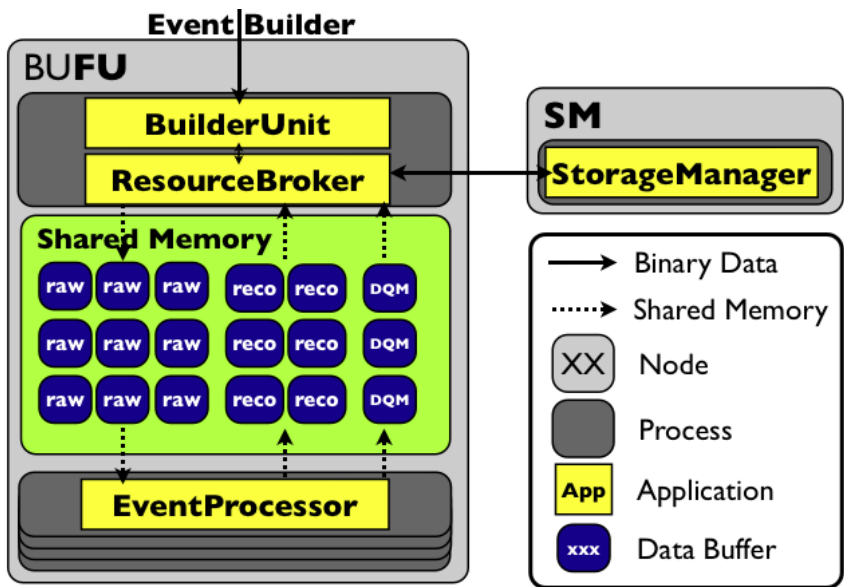 Event Builder
BUFU
BuilderUnit
ResourceBroker
Shared Memory
raw raw raw reco reco DQM
raw raw raw reco reco DQM
raw raw raw reco reco DQM
EventProcessor
SM
StorageManager
Binary Data
Shared Memory
XX Node
Process
App Application
xxx Data Buffer